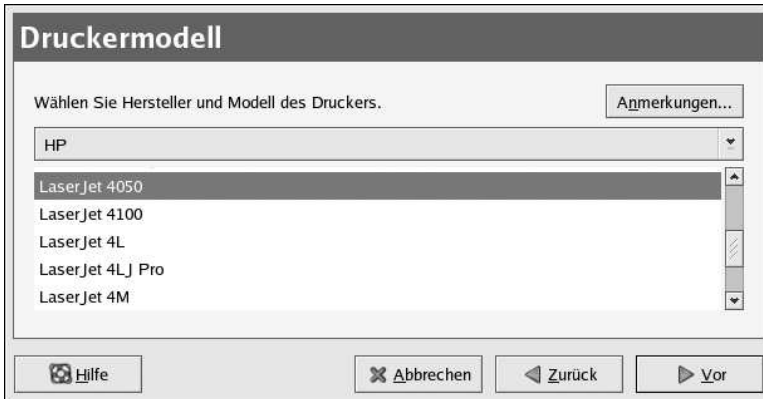 Druckermodell
Wählen Sie Hersteller und Modell des Druckers.
Anmerkungen...
HP
LaserJet 4050
LaserJet 4100
LaserJet 4L
LaserJet 4LJ Pro
LaserJet 4M
Hilfe
Abbrechen
Zurück
Vor